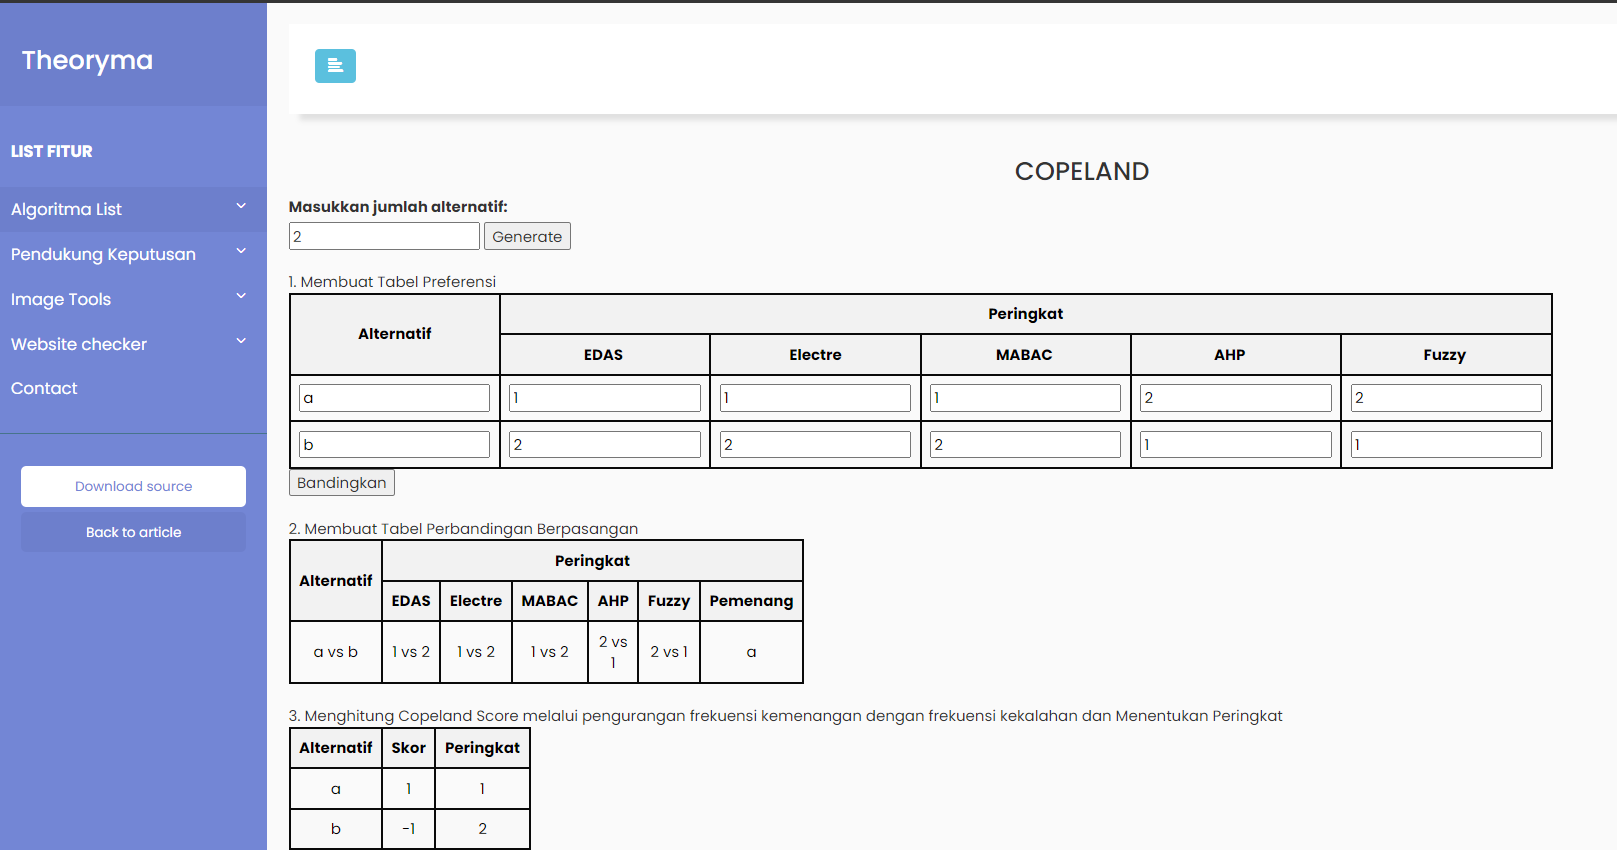 Theoryma
LIST FITUR
Algoritma List
Pendukung Keputusan
Image Tools
Website checker
Contact
Download source
Back to article
COPELAND
Masukkan jumlah alternatif:
2 Generate
1. Membuat Tabel Preferensi
Alternatif Peringkat
EDAS Electre MABAC AHP Fuzzy
a 1 1 1 2 2
b 2 2 2 1 1
Bandingkan
2. Membuat Tabel Perbandingan Berpasangan
Alternatif Peringkat
EDAS Electre MABAC AHP Fuzzy Pemenang
a vs b 1 vs 2 1 vs 2 1 vs 2 2 vs 1 2 vs 1 a
3. Menghitung Copeland Score melalui pengurangan frekuensi kemenangan dengan frekuensi kekalahan dan Menentukan Peringkat
Alternatif Skor Peringkat
a 1 1
b -1 2